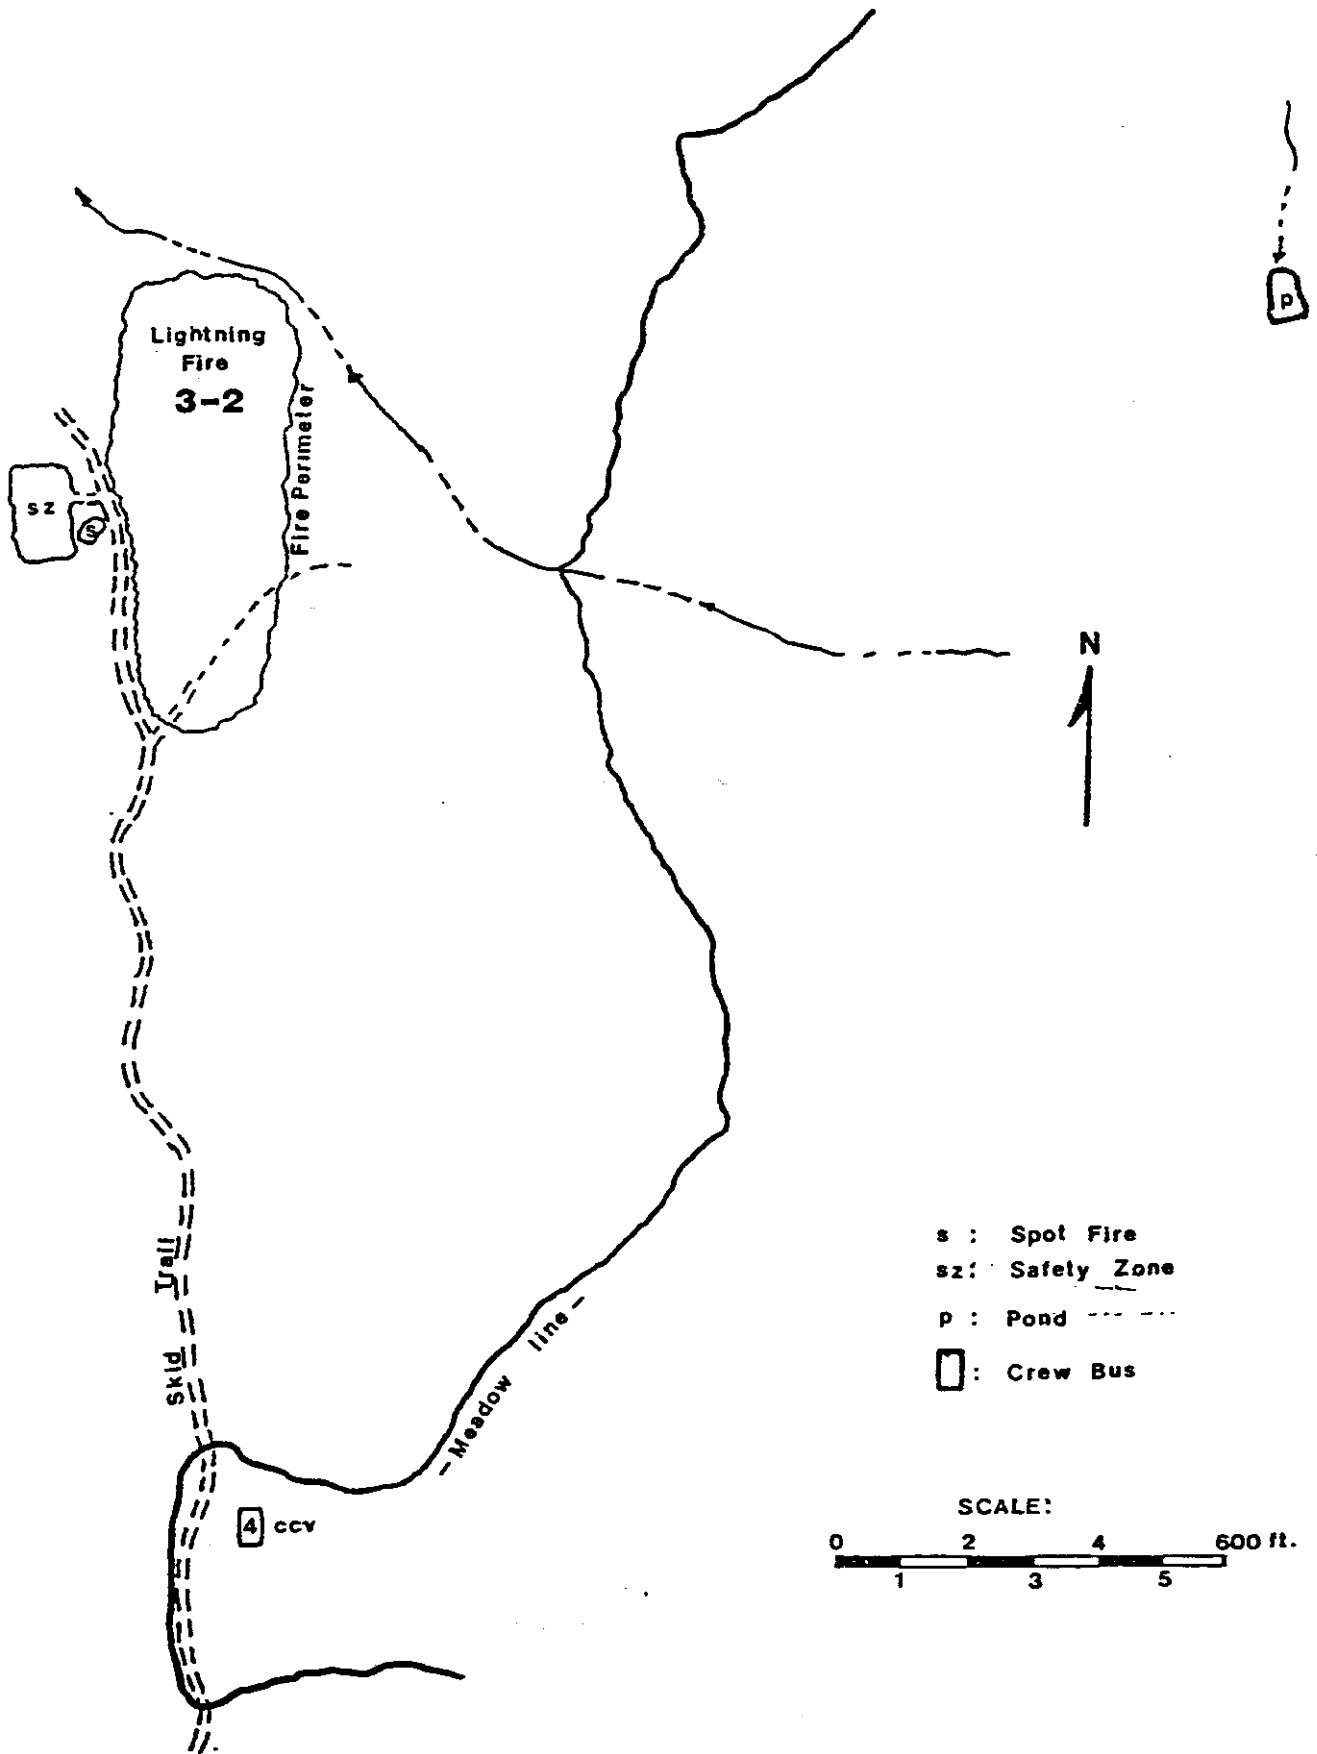 p
Lightning
Fire
3-2
Fire Perimeter
sz
s
N
s : Spot Fire
sz: Safety Zone
p : Pond
: Crew Bus
Skid Trail
- Meadow line -
4 ccv
SCALE:
0 2 4 600 ft.
1 3 5